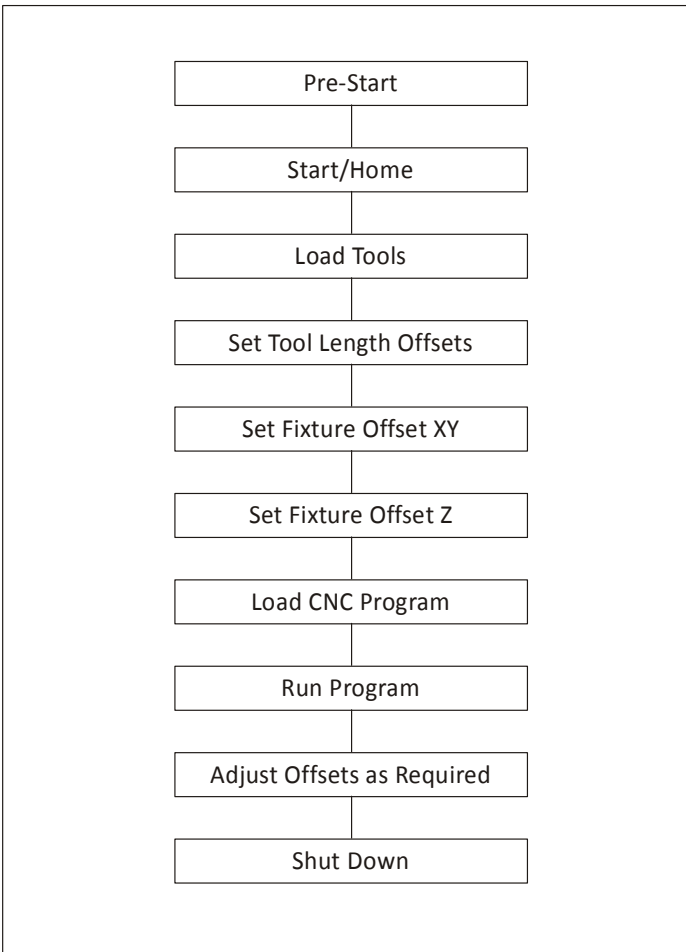 Pre-Start
Start/Home
Load Tools
Set Tool Length Offsets
Set Fixture Offset XY
Set Fixture Offset Z
Load CNC Program
Run Program
Adjust Offsets as Required
Shut Down